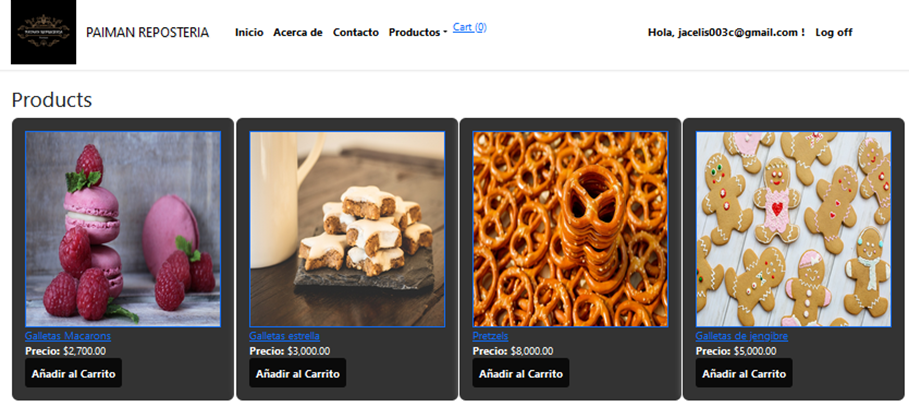 PAIMAN REPOSTERIA
PAIMAN REPOSTERIA Inicio Acerca de Contacto Productos Cart (0) Hola, jacelis003c@gmail.com ! Log off
Products
Galletas Macarons Galletas estrella Pretzels Galletas de jengibre
Precio: $2,700.00 Precio: $3,000.00 Precio: $8,000.00 Precio: $5,000.00
Añadir al Carrito Añadir al Carrito Añadir al Carrito Añadir al Carrito